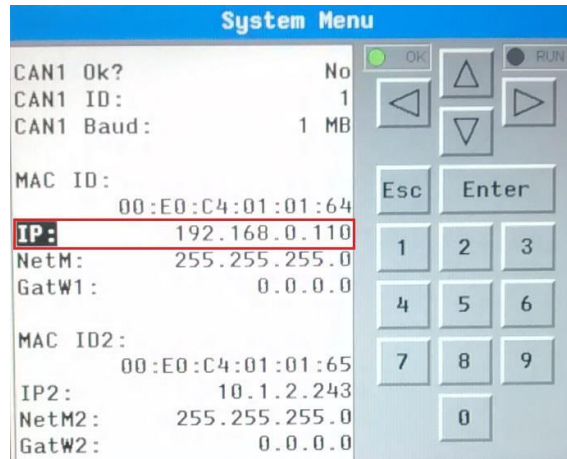 System Menu
CAN1 Ok? No
CAN1 ID: 1
CAN1 Baud: 1 MB
MAC ID:
00:E0:C4:01:01:64
IP: 192.168.0.110
NetM: 255.255.255.0
GatW1: 0.0.0.0
MAC ID2:
00:E0:C4:01:01:65
IP2: 10.1.2.243
NetM2: 255.255.255.0
GatW2: 0.0.0.0
OK RUN
Esc Enter
1 2 3
4 5 6
7 8 9
0